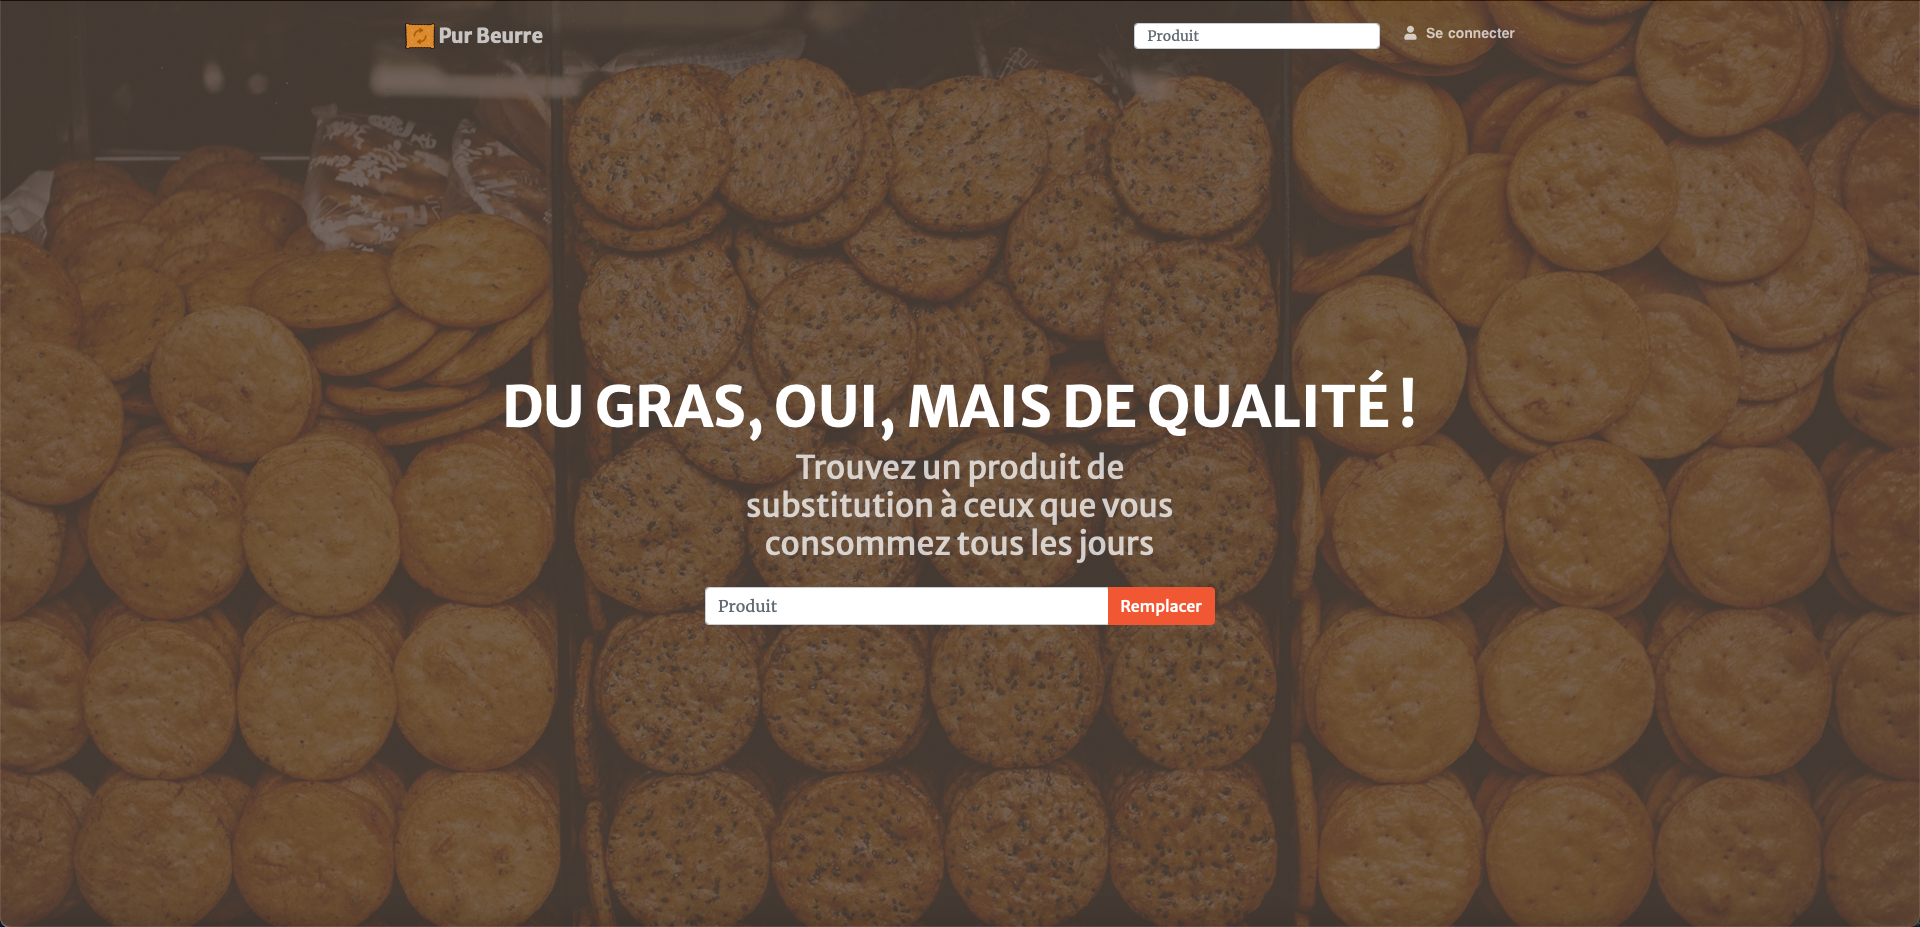 Pur Beurre
Produit
Se connecter
DU GRAS, OUI, MAIS DE QUALITÉ !
Trouvez un produit de
substitution à ceux que vous
consommez tous les jours
Produit
Remplacer